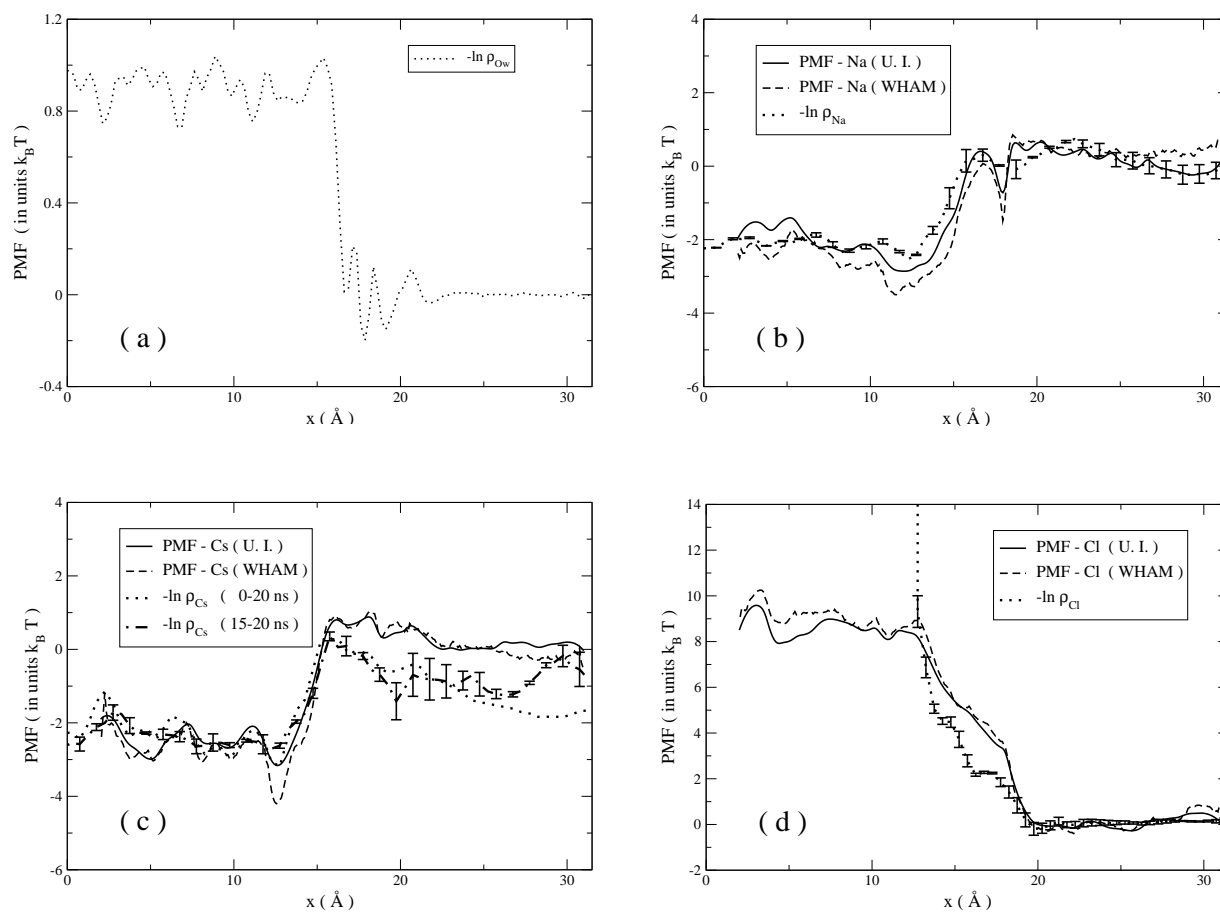 1.2
0.8
0.4
0
-0.4
PMF ( in units k_B T )
-ln ρ_Ow
( a )
0 10 20 30
x ( Å )
4
2
0
-2
-4
-6
PMF ( in units k_B T )
PMF - Na ( U. I. )
PMF - Na ( WHAM )
-ln ρ_Na
( b )
0 10 20 30
x ( Å )
4
2
0
-2
-4
-6
PMF ( in units k_B T )
PMF - Cs ( U. I. )
PMF - Cs ( WHAM )
-ln ρ_Cs ( 0-20 ns )
-ln ρ_Cs ( 15-20 ns )
( c )
0 10 20 30
x ( Å )
14
12
10
8
6
4
2
0
-2
PMF ( in units k_B T )
PMF - Cl ( U. I. )
PMF - Cl ( WHAM )
-ln ρ_Cl
( d )
0 10 20 30
x ( Å )